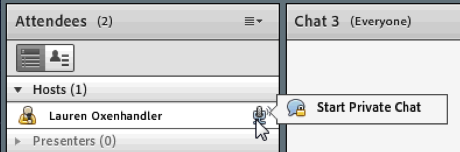 Attendees (2)
Chat 3 (Everyone)
Hosts (1)
Lauren Oxenhandler
Start Private Chat
Presenters (0)